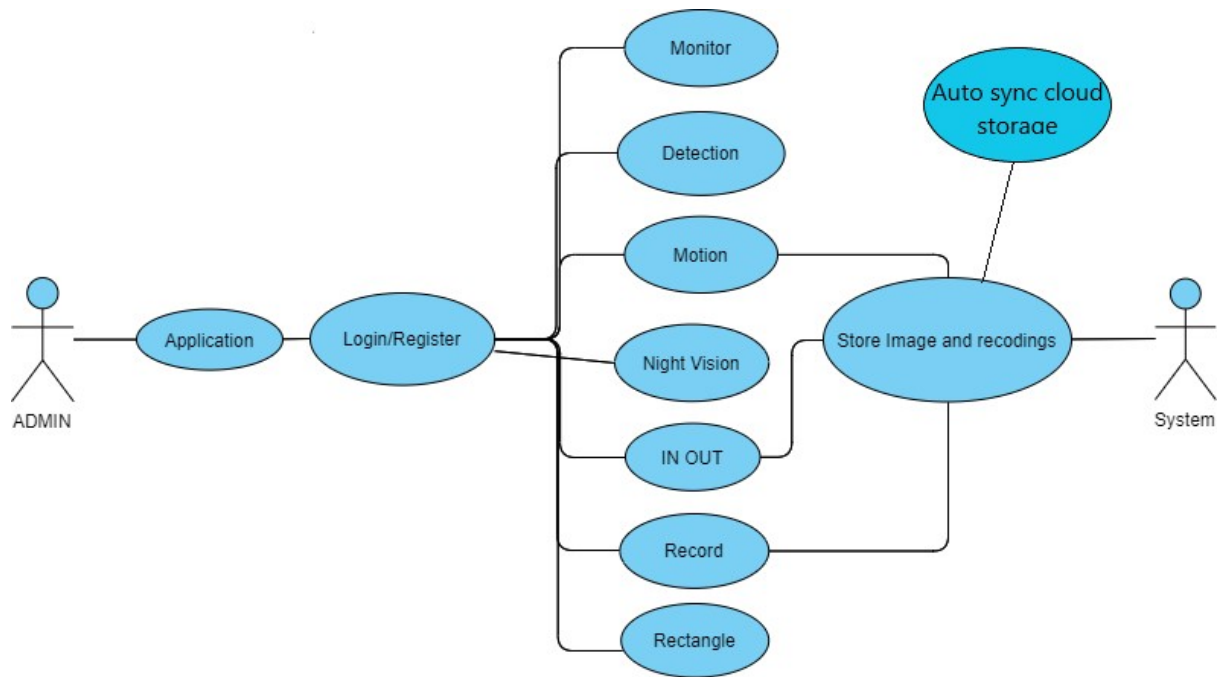 Monitor
Auto sync cloud
storage
Detection
Motion
Application
Login/Register
Night Vision
Store Image and recodings
ADMIN
System
IN OUT
Record
Rectangle